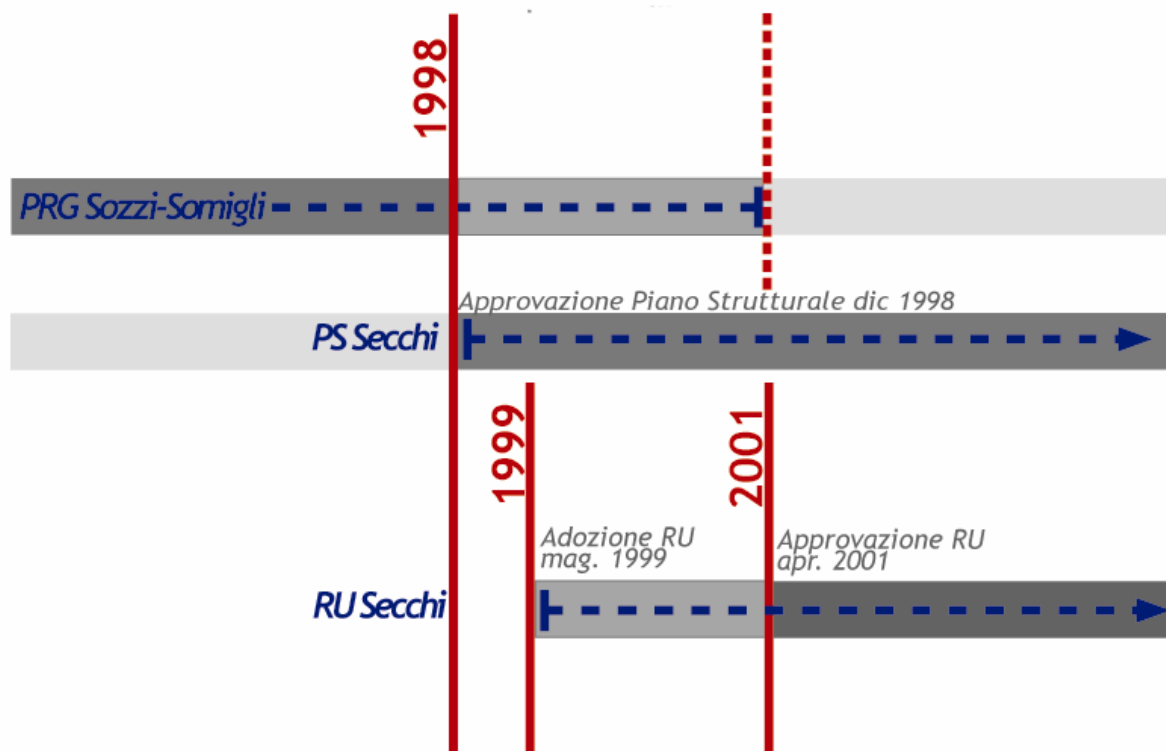 1998
PRG Sozzi-Somigli
Approvazione Piano Strutturale dic 1998
PS Secchi
1999
2001
Adozione RU
mag. 1999
Approvazione RU
apr. 2001
RU Secchi